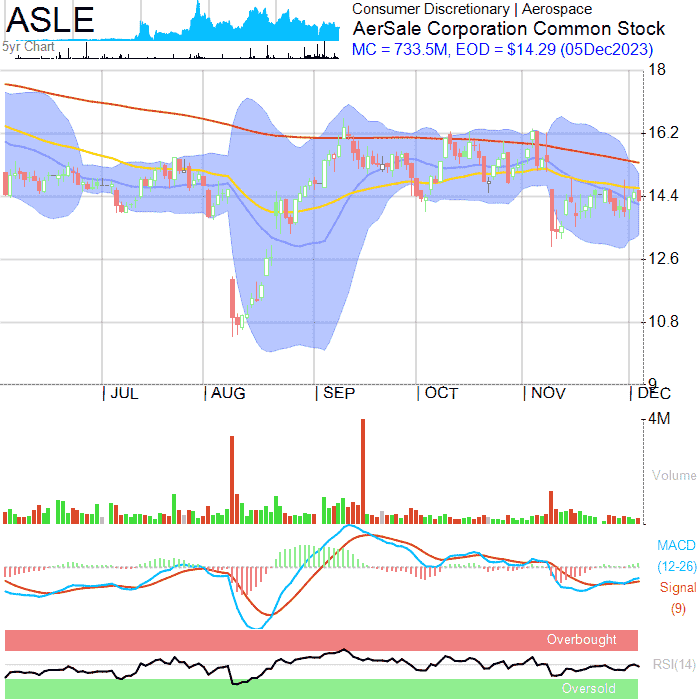 ASLE
5yr Chart
Consumer Discretionary | Aerospace
AerSale Corporation Common Stock
MC = 733.5M, EOD = $14.29 (05Dec2023)
18
16.2
14.4
12.6
10.8
9
JUL
AUG
SEP
OCT
NOV
DEC
4M
Volume
MACD
(12-26)
Signal
(9)
Overbought
RSI(14)
Oversold